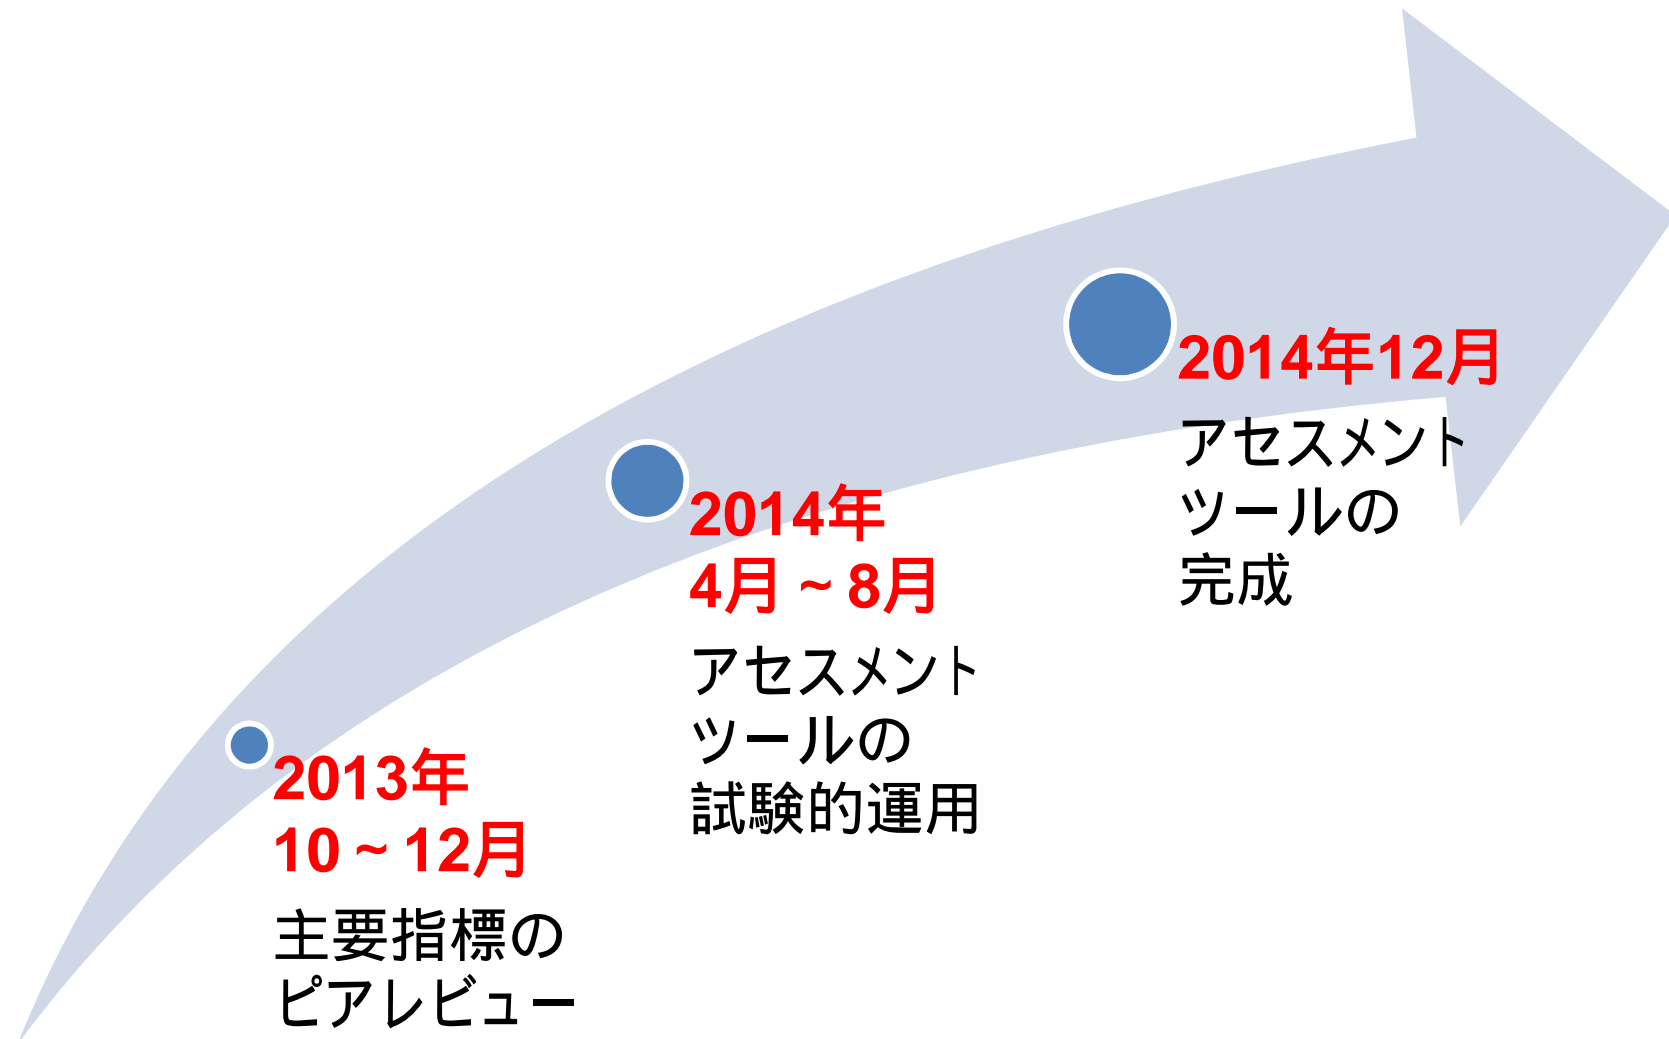 2013年
10 ~ 12月
主要指標の
ピアレビュー
2014年
4月 ~ 8月
アセスメント
ツールの
試験的運用
2014年12月
アセスメント
ツールの
完成